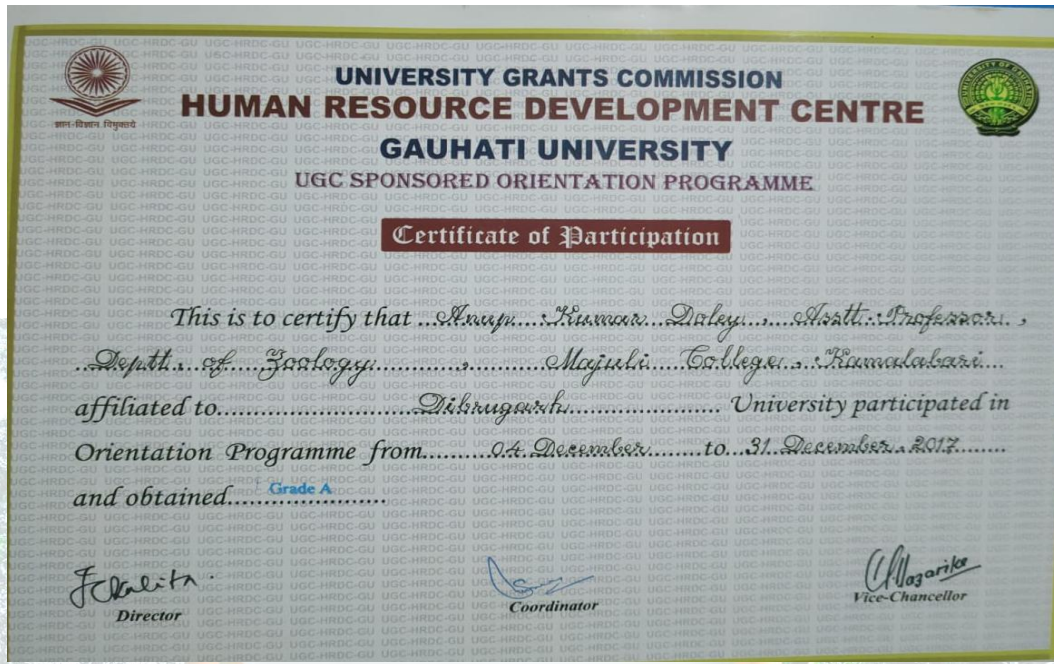 UNIVERSITY GRANTS COMMISSION
HUMAN RESOURCE DEVELOPMENT CENTRE
ज्ञान-विज्ञान विमुक्तये
GAUHATI UNIVERSITY
UGC SPONSORED ORIENTATION PROGRAMME
Certificate of Participation
This is to certify that ...Anup...Kumar...Doley..., ...Asstt..Professor..,
..Deptt..of...Zoology..........,..........Majuli College., .Kamalabari...
affiliated to......................Dibrugarh..................... University participated in
Orientation Programme from.........04 December.......to...31 December, 2017.......
and obtained.....Grade A.......
Director
Coordinator
Vice-Chancellor